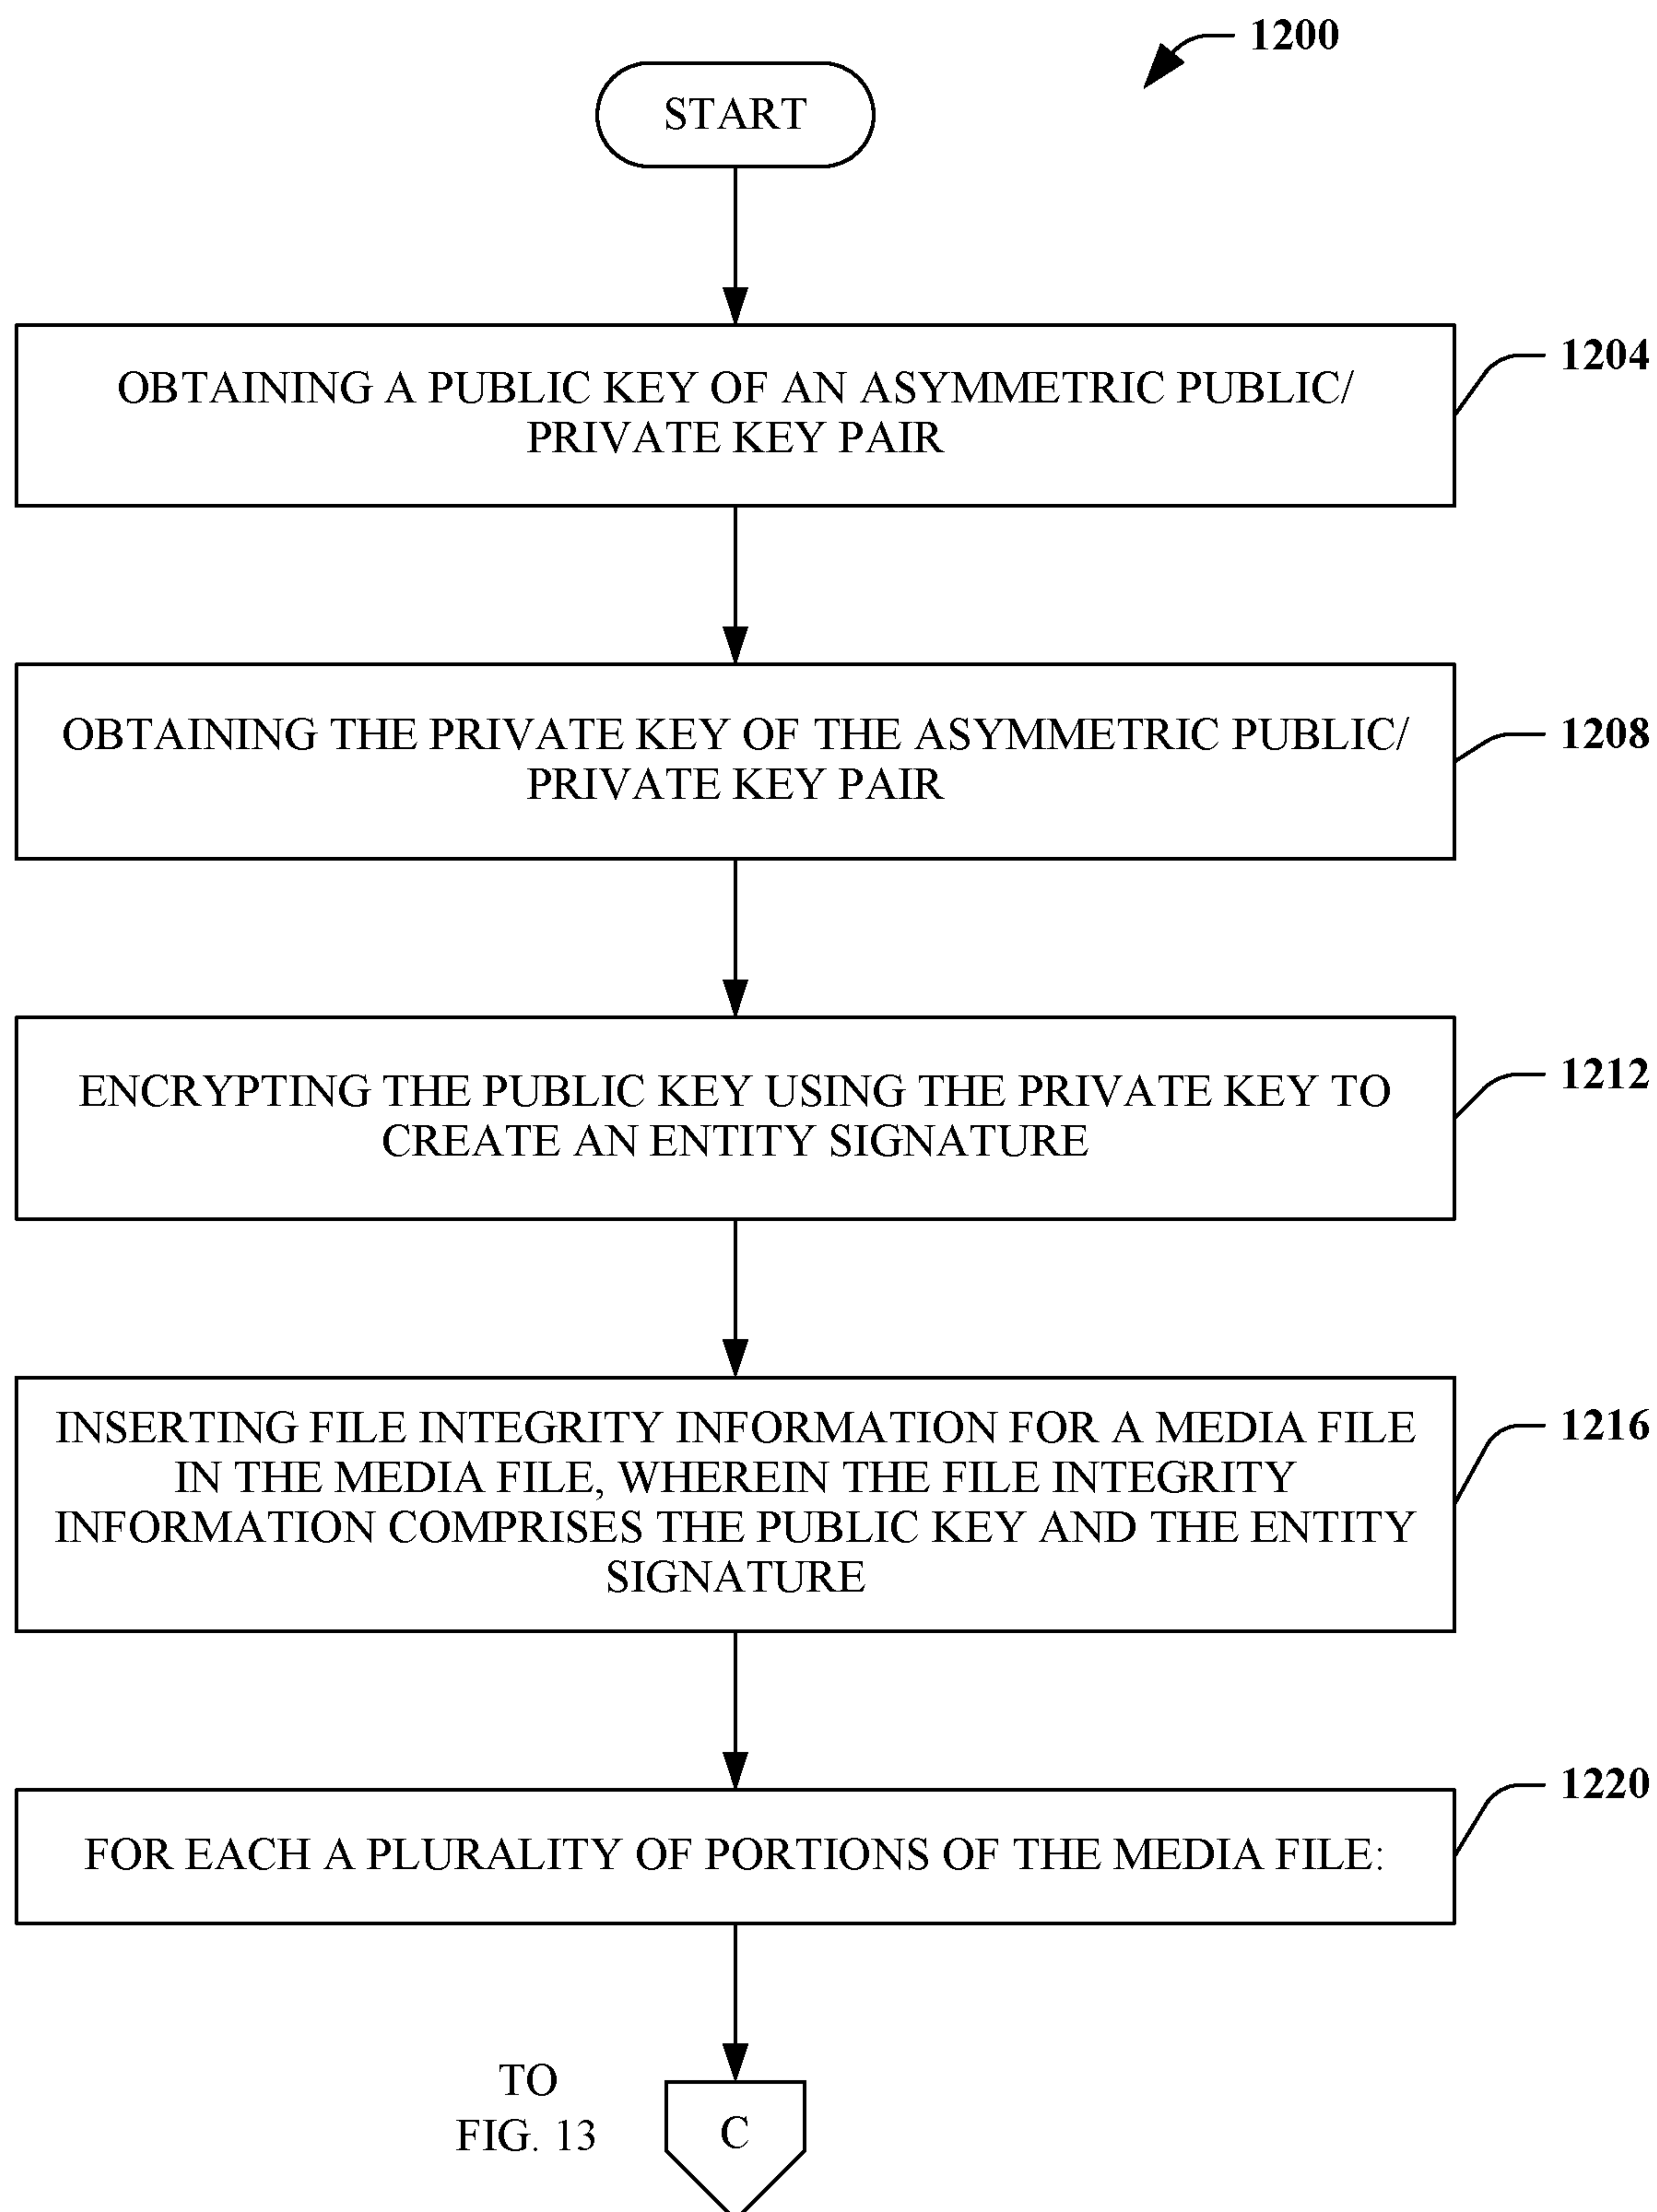 1200
START
OBTAINING A PUBLIC KEY OF AN ASYMMETRIC PUBLIC/
PRIVATE KEY PAIR
1204
OBTAINING THE PRIVATE KEY OF THE ASYMMETRIC PUBLIC/
PRIVATE KEY PAIR
1208
ENCRYPTING THE PUBLIC KEY USING THE PRIVATE KEY TO
CREATE AN ENTITY SIGNATURE
1212
INSERTING FILE INTEGRITY INFORMATION FOR A MEDIA FILE
IN THE MEDIA FILE, WHEREIN THE FILE INTEGRITY
INFORMATION COMPRISES THE PUBLIC KEY AND THE ENTITY
SIGNATURE
1216
FOR EACH A PLURALITY OF PORTIONS OF THE MEDIA FILE:
1220
TO
FIG. 13
C